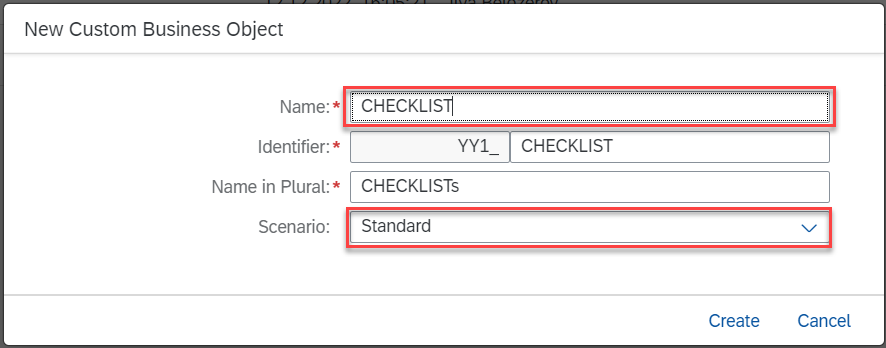 New Custom Business Object
Name:* CHECKLIST
Identifier:* YY1_ CHECKLIST
Name in Plural:* CHECKLISTs
Scenario: Standard
Create Cancel